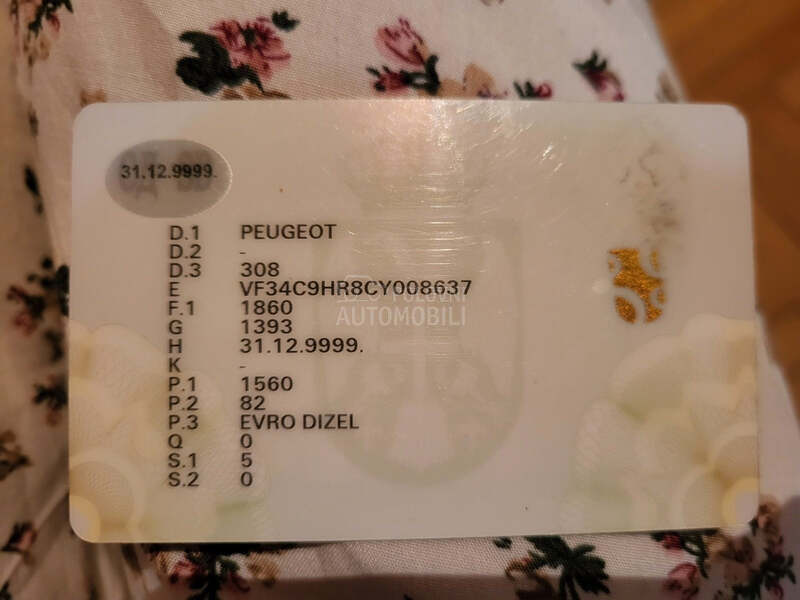 31.12.9999.
D.1 PEUGEOT
D.2 -
D.3 308
E VF34C9HR8CY008637
F.1 1860
G 1393
H 31.12.9999.
K -
P.1 1560
P.2 82
P.3 EVRO DIZEL
Q 0
S.1 5
S.2 0
POLOVNI
AUTOMOBILI